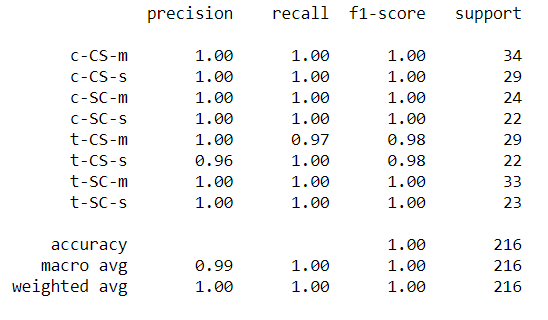 precision recall f1-score support
c-CS-m 1.00 1.00 1.00 34
c-CS-s 1.00 1.00 1.00 29
c-SC-m 1.00 1.00 1.00 24
c-SC-s 1.00 1.00 1.00 22
t-CS-m 1.00 0.97 0.98 29
t-CS-s 0.96 1.00 0.98 22
t-SC-m 1.00 1.00 1.00 33
t-SC-s 1.00 1.00 1.00 23
accuracy 1.00 216
macro avg 0.99 1.00 1.00 216
weighted avg 1.00 1.00 1.00 216